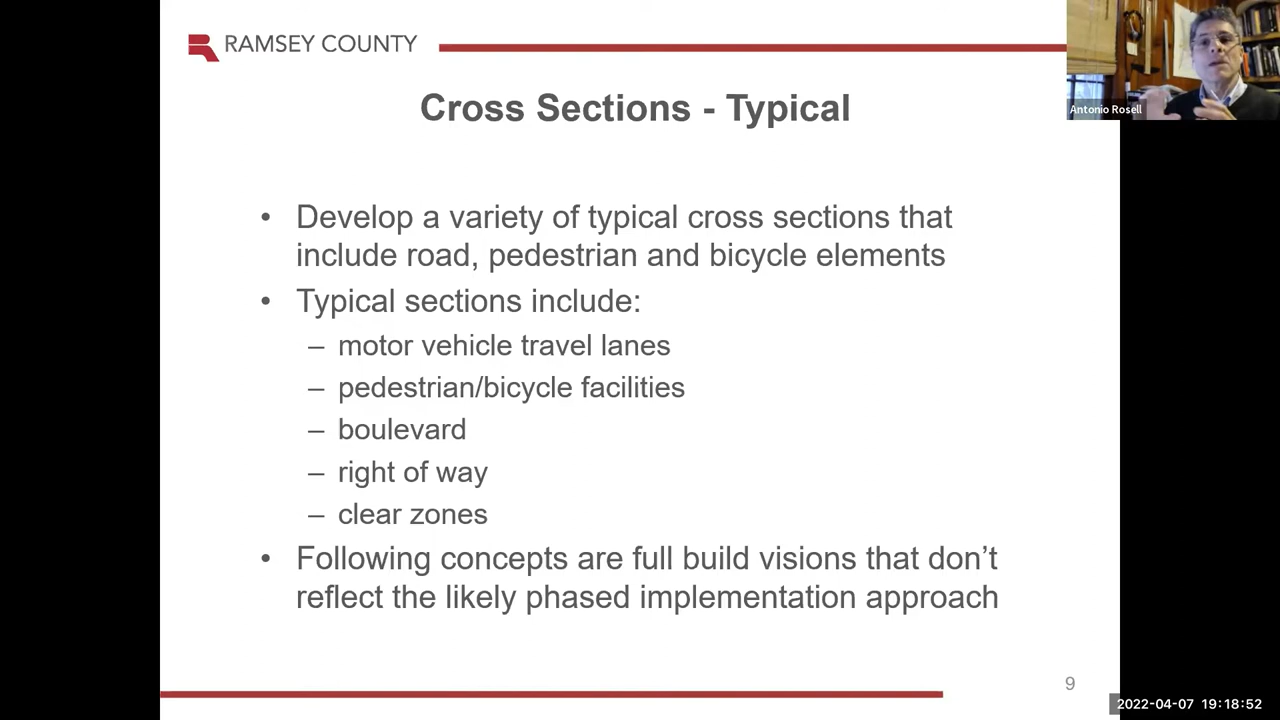 RAMSEY COUNTY
Antonio Rosell
Cross Sections - Typical
• Develop a variety of typical cross sections that
include road, pedestrian and bicycle elements
• Typical sections include:
– motor vehicle travel lanes
– pedestrian/bicycle facilities
– boulevard
– right of way
– clear zones
• Following concepts are full build visions that don’t
reflect the likely phased implementation approach
9
2022-04-07 19:18:52